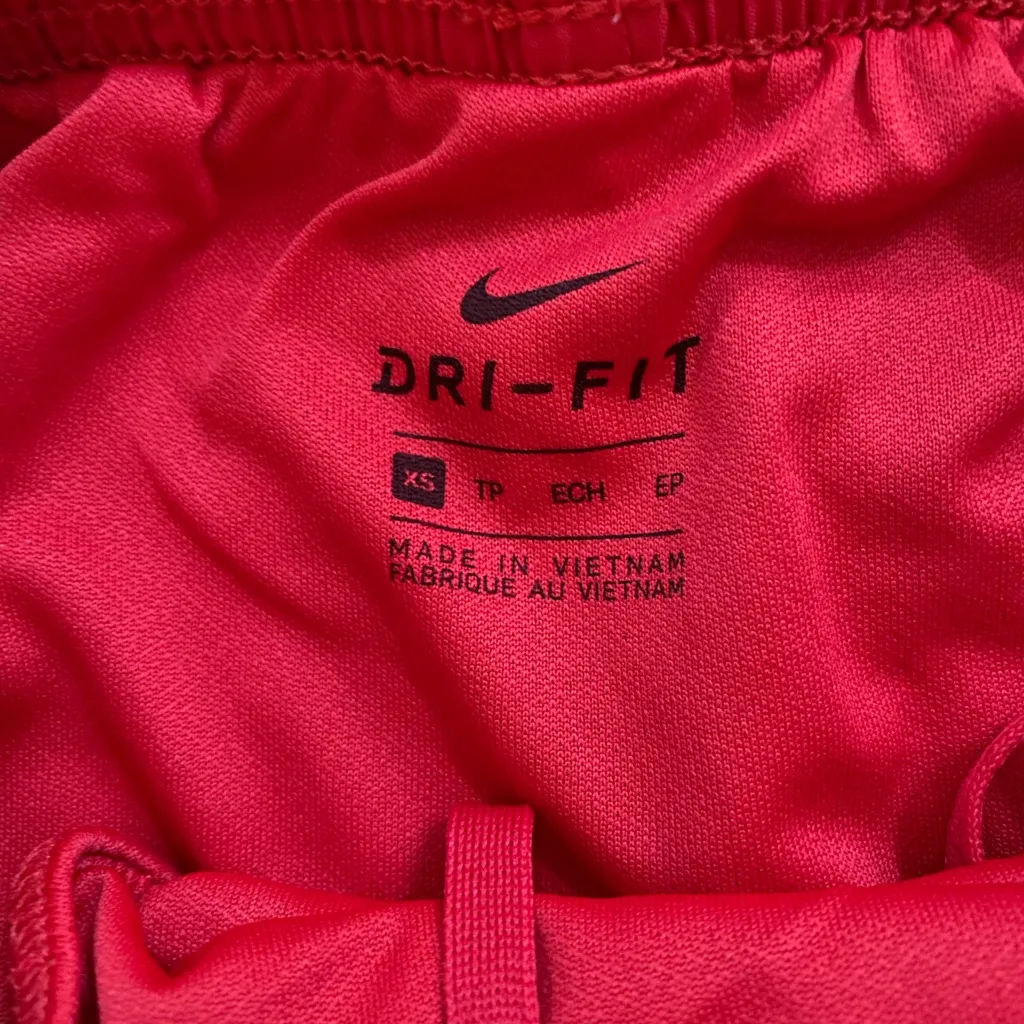 DRI-FIT
XS TP ECH EP
MADE IN VIETNAM
FABRIQUE AU VIETNAM